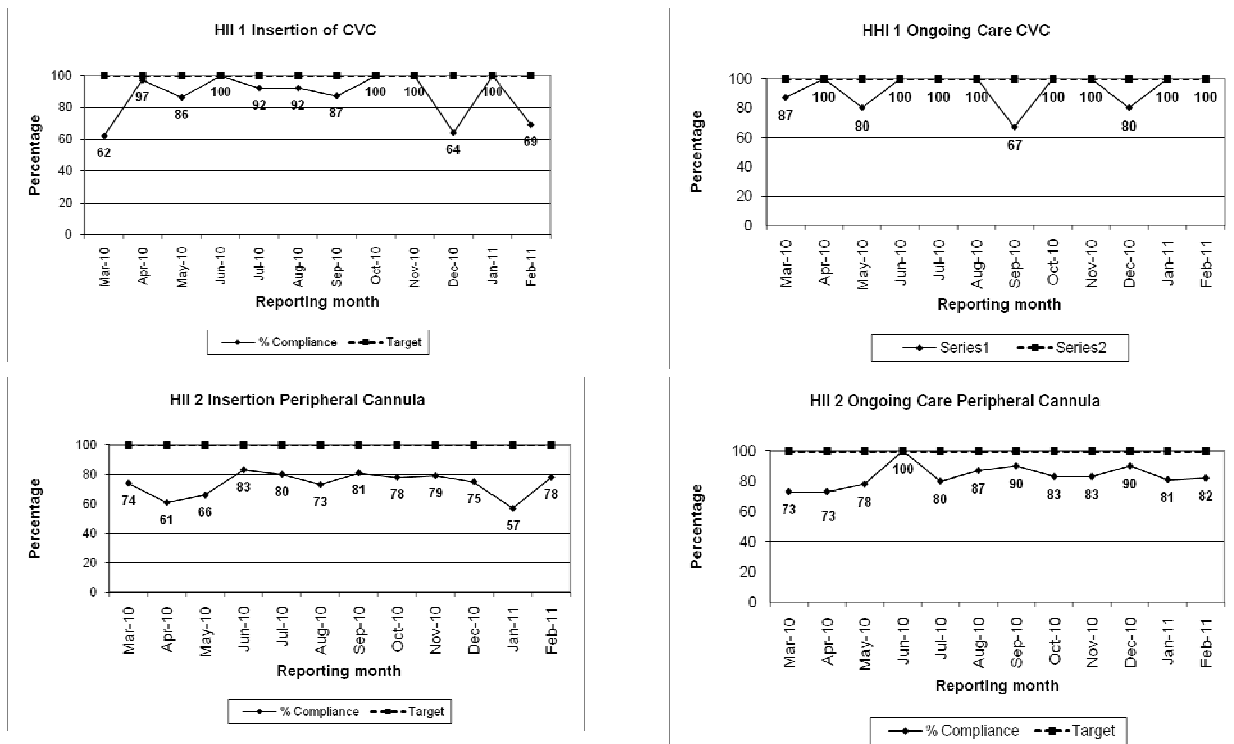 HII 1 Insertion of CVC
Percentage
100
80
60
40
20
0
62 97 86 100 92 92 87 100 100 64 100 69
Mar-10 Apr-10 May-10 Jun-10 Jul-10 Aug-10 Sep-10 Oct-10 Nov-10 Dec-10 Jan-11 Feb-11
Reporting month
% Compliance Target
HHI 1 Ongoing Care CVC
Percentage
100
80
60
40
20
0
87 100 80 100 100 100 67 100 100 80 100 100
Mar-10 Apr-10 May-10 Jun-10 Jul-10 Aug-10 Sep-10 Oct-10 Nov-10 Dec-10 Jan-11 Feb-11
Reporting month
Series1 Series2
HII 2 Insertion Peripheral Cannula
Percentage
100
80
60
40
20
0
74 61 66 83 80 73 81 78 79 75 57 78
Mar-10 Apr-10 May-10 Jun-10 Jul-10 Aug-10 Sep-10 Oct-10 Nov-10 Dec-10 Jan-11 Feb-11
Reporting month
% Compliance Target
HII 2 Ongoing Care Peripheral Cannula
Percentage
100
80
60
40
20
0
73 73 78 100 80 87 90 83 83 90 81 82
Mar-10 Apr-10 May-10 Jun-10 Jul-10 Aug-10 Sep-10 Oct-10 Nov-10 Dec-10 Jan-11 Feb-11
Reporting month
% Compliance Target